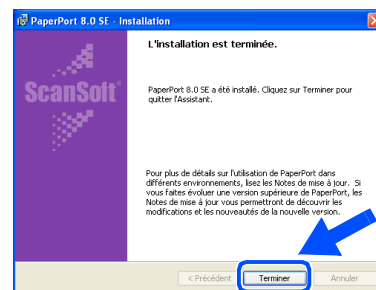 PaperPort 8.0 SE - Installation
L'installation est terminée.
ScanSoft
PaperPort 8.0 SE a été installé. Cliquez sur Terminer pour
quitter l'Assistant.
Pour plus de détails sur l'utilisation de PaperPort dans
différents environnements, lisez les Notes de mise à jour. Si
vous faites évoluer une version supérieure de PaperPort, les
Notes de mise à jour vous permettront de découvrir les
modifications et les nouveautés de la nouvelle version.
< Précédent Terminer Annuler